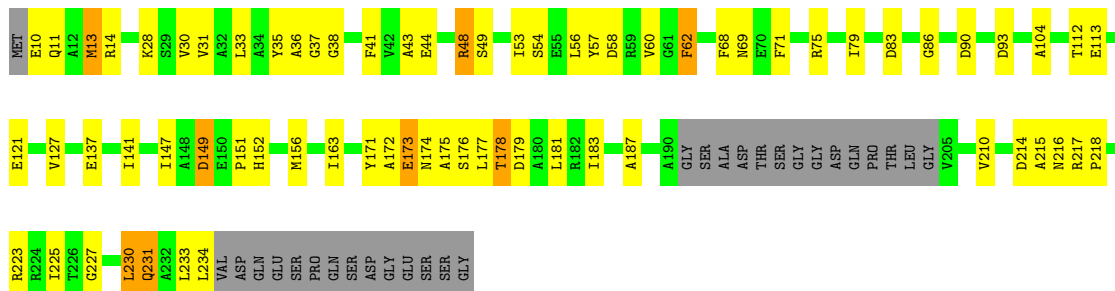 MET E10 Q11 A12 M13 R14 K28 S29 V30 V31 A32 L33 A34 Y35 A36 G37 G38 F41 V42 A43 E44 R48 S49 I53 S54 E55 L56 Y57 D58 R59 V60 G61 F62 F68 N69 E70 F71 R75 I79 D83 G86 D90 D93 A104 T112 E113
E121 V127 E137 I141 I147 A148 D149 E150 P151 H152 M156 I163 Y171 A172 E173 N174 A175 S176 L177 T178 D179 A180 L181 R182 I183 A187 A190 GLY SER ALA ASP THR SER GLY GLY ASP GLN PRO THR LEU GLY V205 V210 D214 A215 N216 R217 P218
R223 R224 I225 T226 G227 L230 Q231 A232 L233 L234 VAL ASP GLN GLU SER PRO GLN SER ASP GLY GLU SER SER GLY